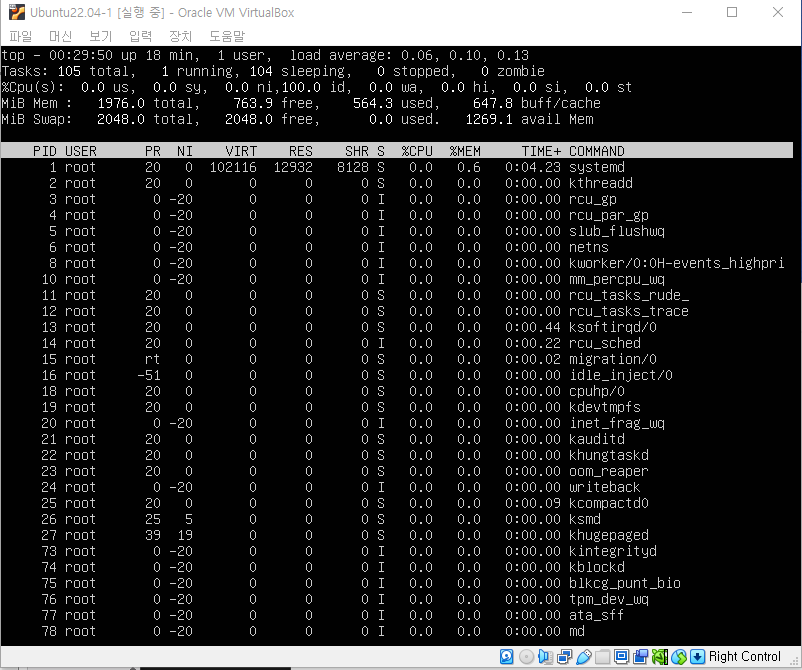 Ubuntu22.04-1 [실행 중] - Oracle VM VirtualBox
파일 머신 보기 입력 장치 도움말
top - 00:29:50 up 18 min,  1 user,  load average: 0.06, 0.10, 0.13
Tasks: 105 total,   1 running, 104 sleeping,   0 stopped,   0 zombie
%Cpu(s):  0.0 us,  0.0 sy,  0.0 ni,100.0 id,  0.0 wa,  0.0 hi,  0.0 si,  0.0 st
MiB Mem :   1976.0 total,    763.9 free,    564.3 used,    647.8 buff/cache
MiB Swap:   2048.0 total,   2048.0 free,      0.0 used.   1269.1 avail Mem
PID USER      PR  NI    VIRT    RES    SHR S  %CPU  %MEM     TIME+ COMMAND
1 root      20   0  102116  12932   8128 S   0.0   0.6   0:04.23 systemd
2 root      20   0       0      0      0 S   0.0   0.0   0:00.00 kthreadd
3 root       0 -20       0      0      0 I   0.0   0.0   0:00.00 rcu_gp
4 root       0 -20       0      0      0 I   0.0   0.0   0:00.00 rcu_par_gp
5 root       0 -20       0      0      0 I   0.0   0.0   0:00.00 slub_flushwq
6 root       0 -20       0      0      0 I   0.0   0.0   0:00.00 netns
8 root       0 -20       0      0      0 I   0.0   0.0   0:00.00 kworker/0:0H-events_highpri
10 root       0 -20       0      0      0 I   0.0   0.0   0:00.00 mm_percpu_wq
11 root      20   0       0      0      0 S   0.0   0.0   0:00.00 rcu_tasks_rude_
12 root      20   0       0      0      0 S   0.0   0.0   0:00.00 rcu_tasks_trace
13 root      20   0       0      0      0 S   0.0   0.0   0:00.44 ksoftirqd/0
14 root      20   0       0      0      0 I   0.0   0.0   0:00.22 rcu_sched
15 root      rt   0       0      0      0 S   0.0   0.0   0:00.02 migration/0
16 root     -51   0       0      0      0 S   0.0   0.0   0:00.00 idle_inject/0
18 root      20   0       0      0      0 S   0.0   0.0   0:00.00 cpuhp/0
19 root      20   0       0      0      0 S   0.0   0.0   0:00.00 kdevtmpfs
20 root       0 -20       0      0      0 I   0.0   0.0   0:00.00 inet_frag_wq
21 root      20   0       0      0      0 S   0.0   0.0   0:00.00 kauditd
22 root      20   0       0      0      0 S   0.0   0.0   0:00.00 khungtaskd
23 root      20   0       0      0      0 S   0.0   0.0   0:00.00 oom_reaper
24 root       0 -20       0      0      0 I   0.0   0.0   0:00.00 writeback
25 root      20   0       0      0      0 S   0.0   0.0   0:00.09 kcompactd0
26 root      25   5       0      0      0 S   0.0   0.0   0:00.00 ksmd
27 root      39  19       0      0      0 S   0.0   0.0   0:00.00 khugepaged
73 root       0 -20       0      0      0 I   0.0   0.0   0:00.00 kintegrityd
74 root       0 -20       0      0      0 I   0.0   0.0   0:00.00 kblockd
75 root       0 -20       0      0      0 I   0.0   0.0   0:00.00 blkcg_punt_bio
76 root       0 -20       0      0      0 I   0.0   0.0   0:00.00 tpm_dev_wq
77 root       0 -20       0      0      0 I   0.0   0.0   0:00.00 ata_sff
78 root       0 -20       0      0      0 I   0.0   0.0   0:00.00 md
Right Control